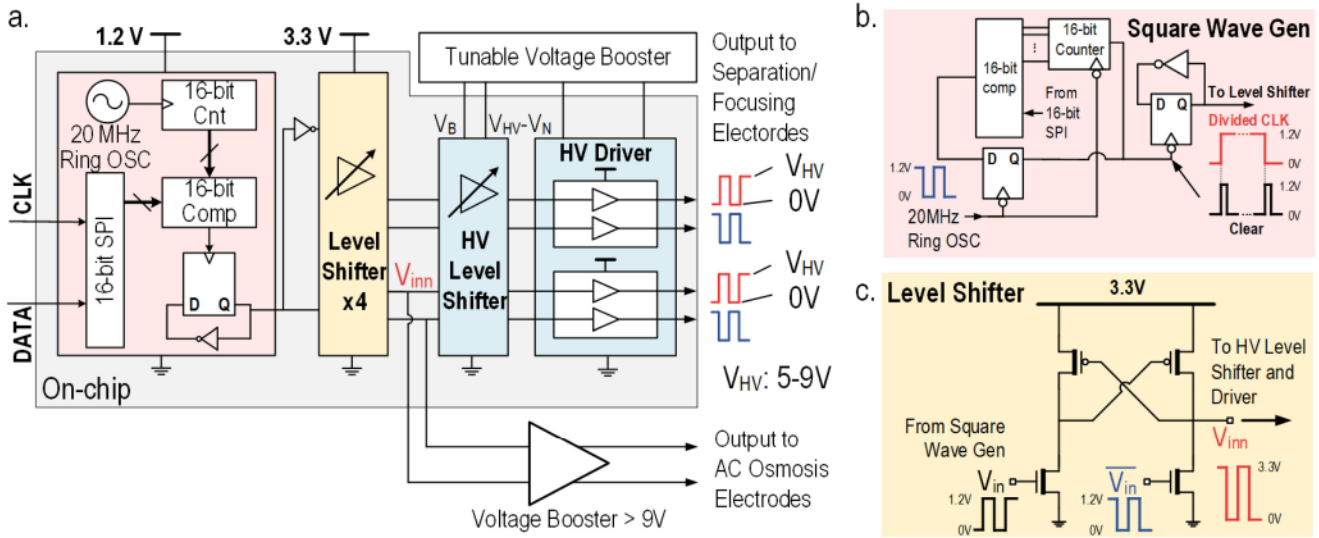 a.
1.2 V
3.3 V
Tunable Voltage Booster
Output to
Separation/
Focusing
Electordes
16-bit
Cnt
20 MHz
Ring OSC
V_B
V_HV-V_N
HV Driver
CLK
DATA
16-bit SPI
16-bit
Comp
D Q
Level
Shifter
x4
V_inn
HV
Level
Shifter
V_HV
0V
V_HV
0V
V_HV: 5-9V
On-chip
Voltage Booster > 9V
Output to
AC Osmosis
Electrodes
b.
Square Wave Gen
16-bit
comp
16-bit
Counter
From
16-bit
SPI
D Q
D Q
To Level Shifter
Divided CLK
1.2V
0V
1.2V
0V
Clear
1.2V
0V
20MHz
Ring OSC
c.
Level Shifter
3.3V
To HV Level
Shifter and
Driver
V_inn
3.3V
0V
From Square
Wave Gen
V_in
1.2V
0V
V̅_i̅n̅
1.2V
0V